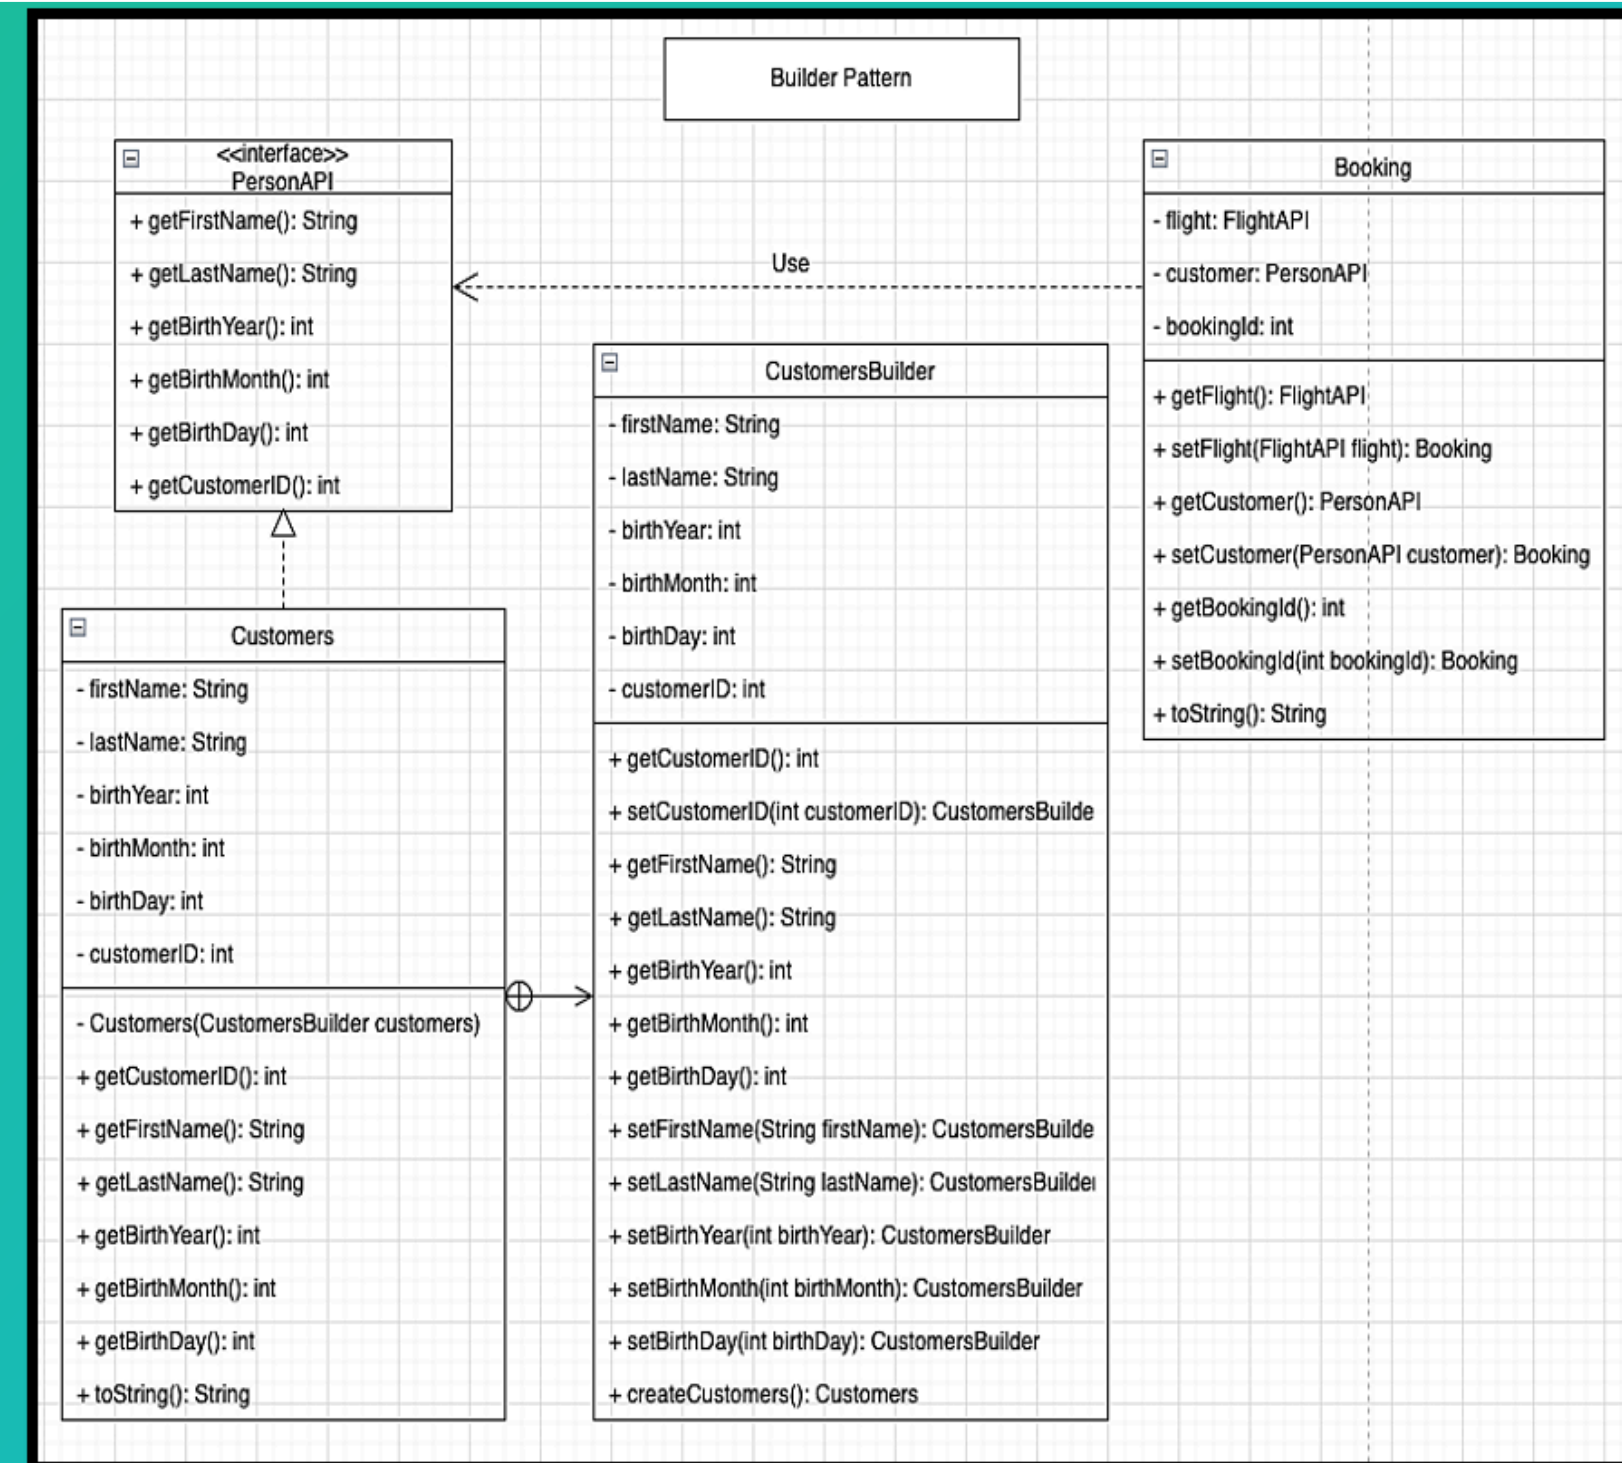 Builder Pattern
<<interface>>
PersonAPI
+ getFirstName(): String
+ getLastName(): String
+ getBirthYear(): int
+ getBirthMonth(): int
+ getBirthDay(): int
+ getCustomerID(): int
Use
Booking
- flight: FlightAPI
- customer: PersonAPI
- bookingId: int
+ getFlight(): FlightAPI
+ setFlight(FlightAPI flight): Booking
+ getCustomer(): PersonAPI
+ setCustomer(PersonAPI customer): Booking
+ getBookingId(): int
+ setBookingId(int bookingId): Booking
+ toString(): String
Customers
- firstName: String
- lastName: String
- birthYear: int
- birthMonth: int
- birthDay: int
- customerID: int
- Customers(CustomersBuilder customers)
+ getCustomerID(): int
+ getFirstName(): String
+ getLastName(): String
+ getBirthYear(): int
+ getBirthMonth(): int
+ getBirthDay(): int
+ toString(): String
CustomersBuilder
- firstName: String
- lastName: String
- birthYear: int
- birthMonth: int
- birthDay: int
- customerID: int
+ getCustomerID(): int
+ setCustomerID(int customerID): CustomersBuilde
+ getFirstName(): String
+ getLastName(): String
+ getBirthYear(): int
+ getBirthMonth(): int
+ getBirthDay(): int
+ setFirstName(String firstName): CustomersBuilde
+ setLastName(String lastName): CustomersBuilder
+ setBirthYear(int birthYear): CustomersBuilder
+ setBirthMonth(int birthMonth): CustomersBuilder
+ setBirthDay(int birthDay): CustomersBuilder
+ createCustomers(): Customers